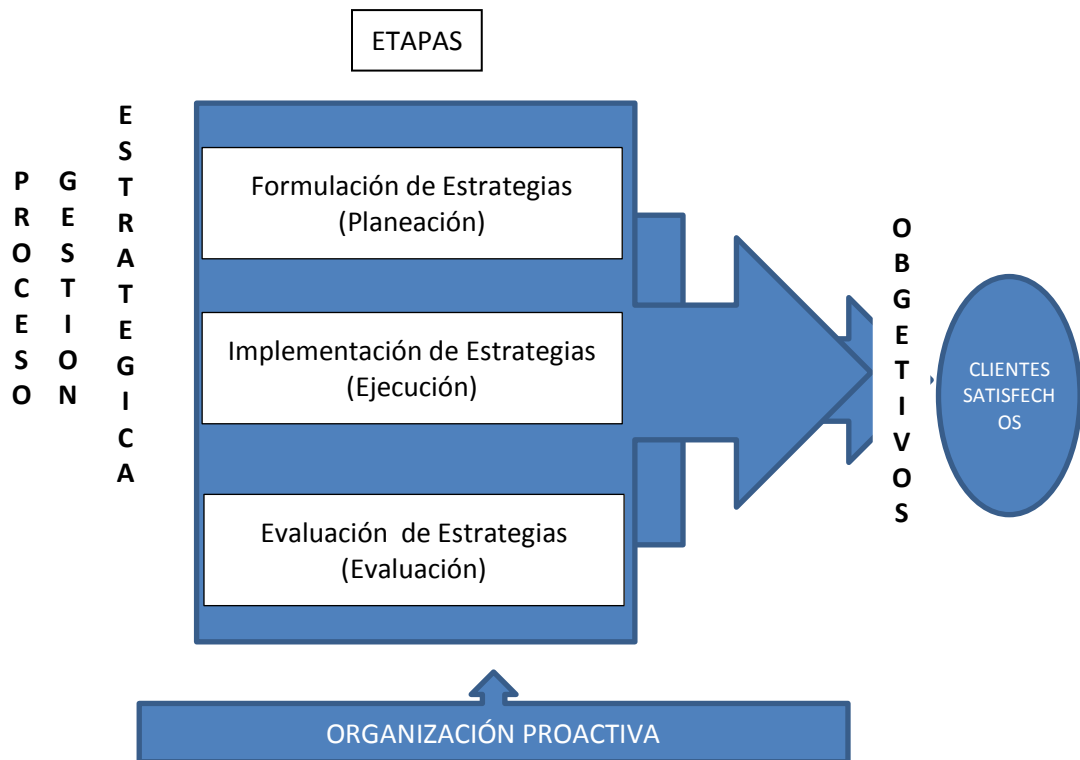 ETAPAS
PROCESO
GESTION
ESTRATEGICA
Formulación de Estrategias
(Planeación)
Implementación de Estrategias
(Ejecución)
Evaluación de Estrategias
(Evaluación)
OBGETIVOS
CLIENTES
SATISFECH
OS
ORGANIZACIÓN PROACTIVA